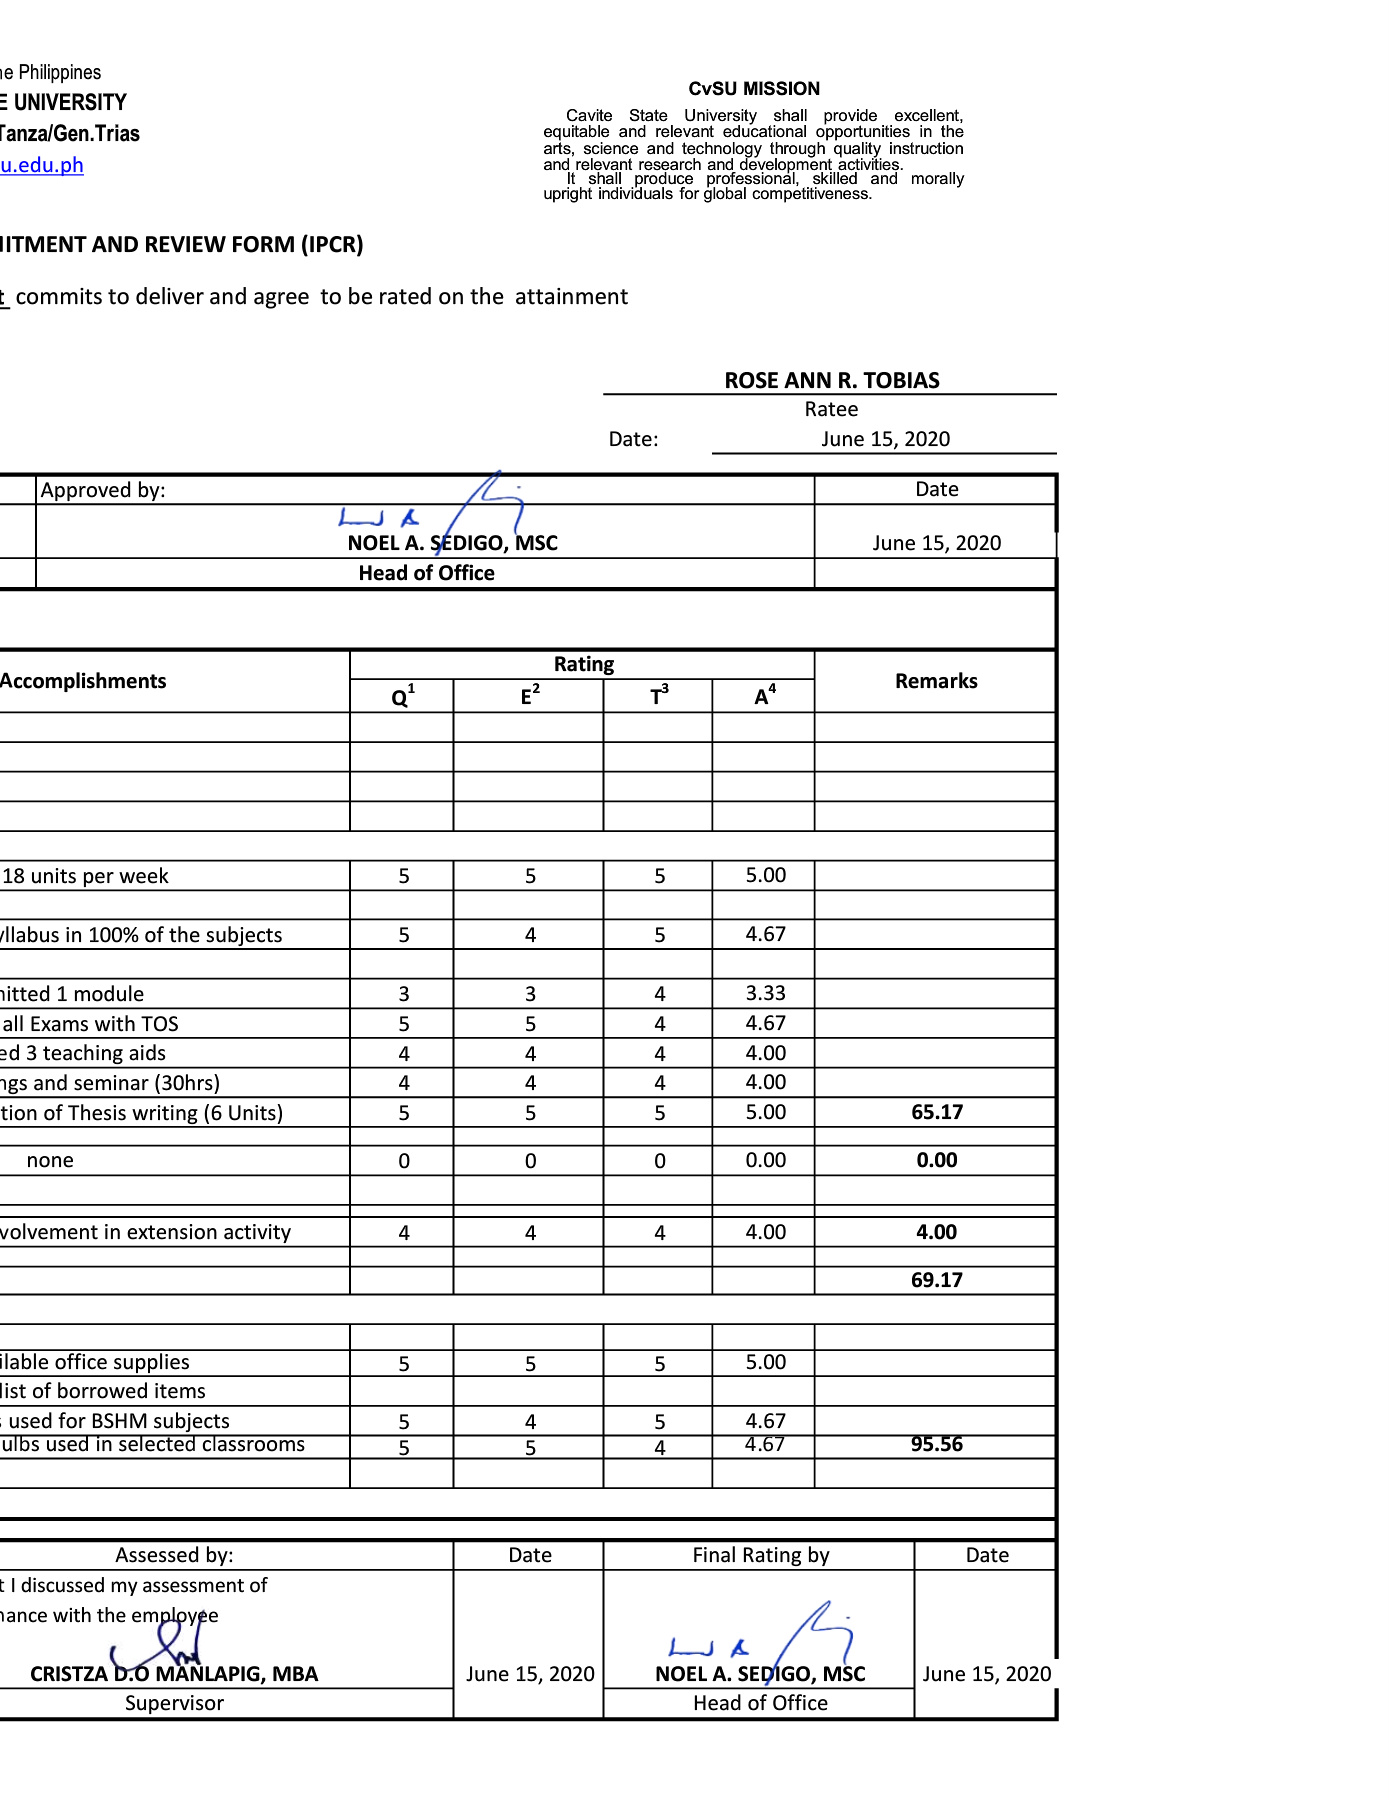 ne Philippines
E UNIVERSITY
Tanza/Gen.Trias
u.edu.ph
CvSU MISSION
Cavite State University shall provide excellent,
equitable and relevant educational opportunities in the
arts, science and technology through quality instruction
and relevant research and development activities.
It shall produce professional, skilled and morally
upright individuals for global competitiveness.
IITMENT AND REVIEW FORM (IPCR)
t commits to deliver and agree to be rated on the attainment
ROSE ANN R. TOBIAS
Ratee
Date: June 15, 2020
Approved by: Date
NOEL A. SEDIGO, MSC June 15, 2020
Head of Office
Accomplishments Rating Remarks
Q¹ E² T³ A⁴
18 units per week 5 5 5 5.00
yllabus in 100% of the subjects 5 4 5 4.67
nitted 1 module 3 3 4 3.33
all Exams with TOS 5 5 4 4.67
ed 3 teaching aids 4 4 4 4.00
ngs and seminar (30hrs) 4 4 4 4.00
tion of Thesis writing (6 Units) 5 5 5 5.00 65.17
none 0 0 0 0.00 0.00
volvement in extension activity 4 4 4 4.00 4.00
69.17
ilable office supplies 5 5 5 5.00
list of borrowed items
s used for BSHM subjects 5 4 5 4.67
ulbs used in selected classrooms 5 5 4 4.67 95.56
Assessed by: Date Final Rating by Date
t I discussed my assessment of
nance with the employee
CRISTZA D.O MANLAPIG, MBA June 15, 2020 NOEL A. SEDIGO, MSC June 15, 2020
Supervisor Head of Office